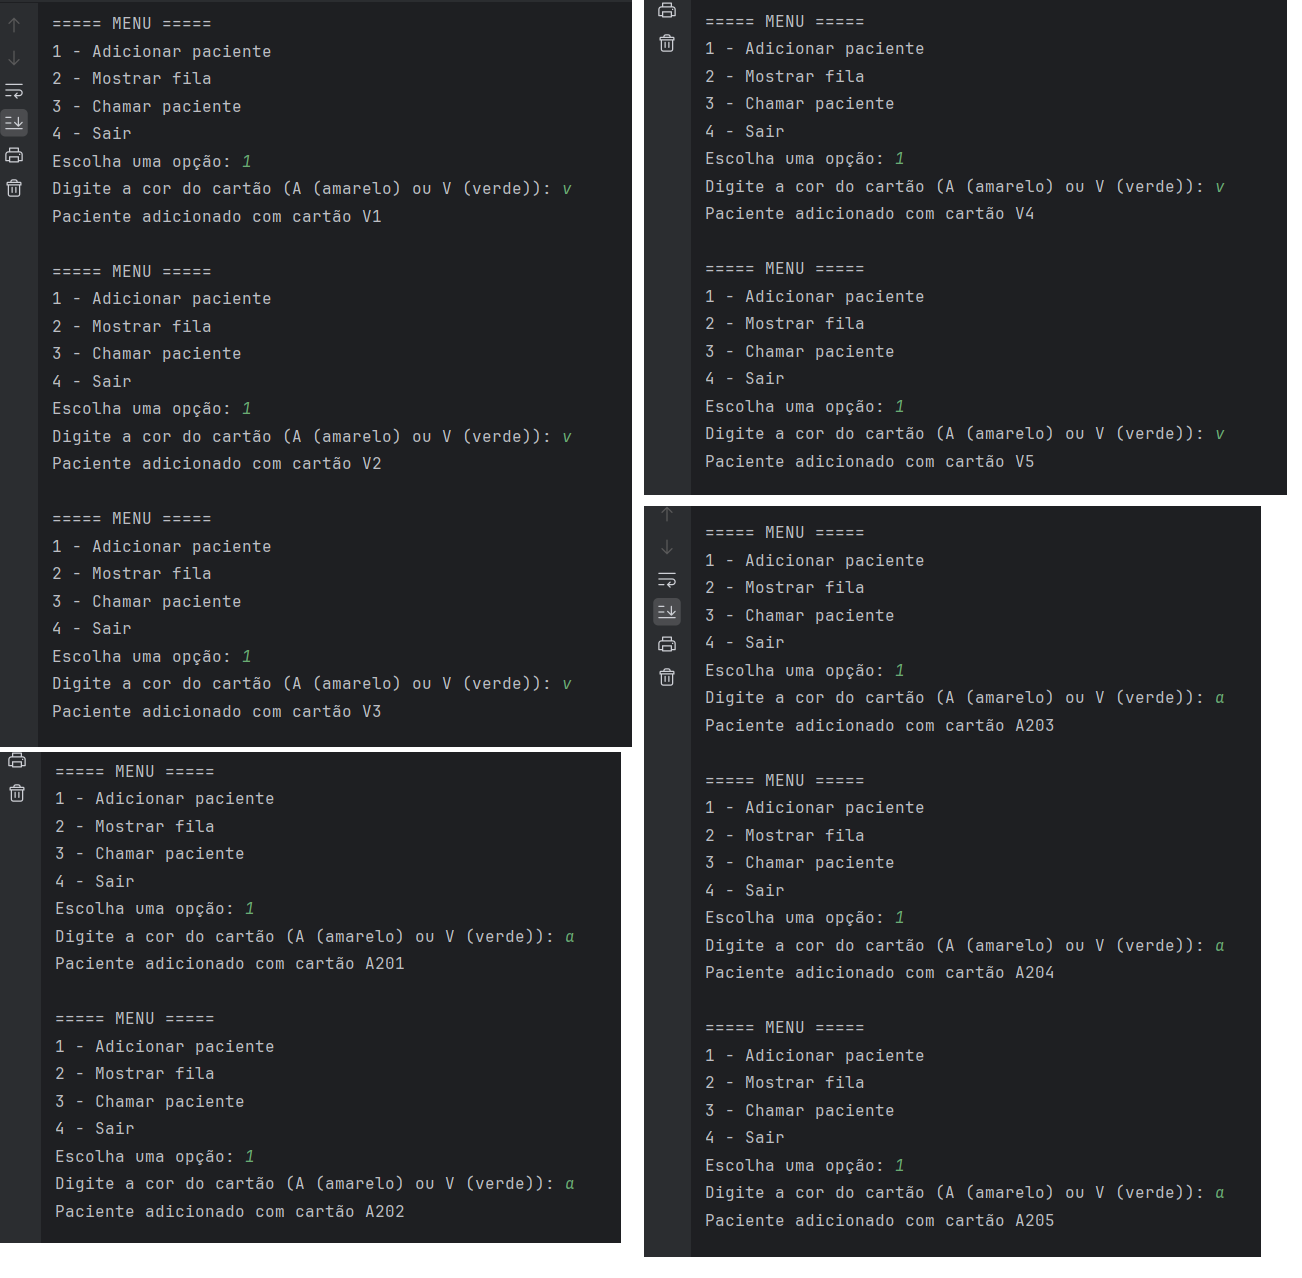 ===== MENU =====
1 - Adicionar paciente
2 - Mostrar fila
3 - Chamar paciente
4 - Sair
Escolha uma opção: 1
Digite a cor do cartão (A (amarelo) ou V (verde)): v
Paciente adicionado com cartão V1
===== MENU =====
1 - Adicionar paciente
2 - Mostrar fila
3 - Chamar paciente
4 - Sair
Escolha uma opção: 1
Digite a cor do cartão (A (amarelo) ou V (verde)): v
Paciente adicionado com cartão V2
===== MENU =====
1 - Adicionar paciente
2 - Mostrar fila
3 - Chamar paciente
4 - Sair
Escolha uma opção: 1
Digite a cor do cartão (A (amarelo) ou V (verde)): v
Paciente adicionado com cartão V3
===== MENU =====
1 - Adicionar paciente
2 - Mostrar fila
3 - Chamar paciente
4 - Sair
Escolha uma opção: 1
Digite a cor do cartão (A (amarelo) ou V (verde)): v
Paciente adicionado com cartão V4
===== MENU =====
1 - Adicionar paciente
2 - Mostrar fila
3 - Chamar paciente
4 - Sair
Escolha uma opção: 1
Digite a cor do cartão (A (amarelo) ou V (verde)): v
Paciente adicionado com cartão V5
===== MENU =====
1 - Adicionar paciente
2 - Mostrar fila
3 - Chamar paciente
4 - Sair
Escolha uma opção: 1
Digite a cor do cartão (A (amarelo) ou V (verde)): a
Paciente adicionado com cartão A201
===== MENU =====
1 - Adicionar paciente
2 - Mostrar fila
3 - Chamar paciente
4 - Sair
Escolha uma opção: 1
Digite a cor do cartão (A (amarelo) ou V (verde)): a
Paciente adicionado com cartão A202
===== MENU =====
1 - Adicionar paciente
2 - Mostrar fila
3 - Chamar paciente
4 - Sair
Escolha uma opção: 1
Digite a cor do cartão (A (amarelo) ou V (verde)): a
Paciente adicionado com cartão A203
===== MENU =====
1 - Adicionar paciente
2 - Mostrar fila
3 - Chamar paciente
4 - Sair
Escolha uma opção: 1
Digite a cor do cartão (A (amarelo) ou V (verde)): a
Paciente adicionado com cartão A204
===== MENU =====
1 - Adicionar paciente
2 - Mostrar fila
3 - Chamar paciente
4 - Sair
Escolha uma opção: 1
Digite a cor do cartão (A (amarelo) ou V (verde)): a
Paciente adicionado com cartão A205